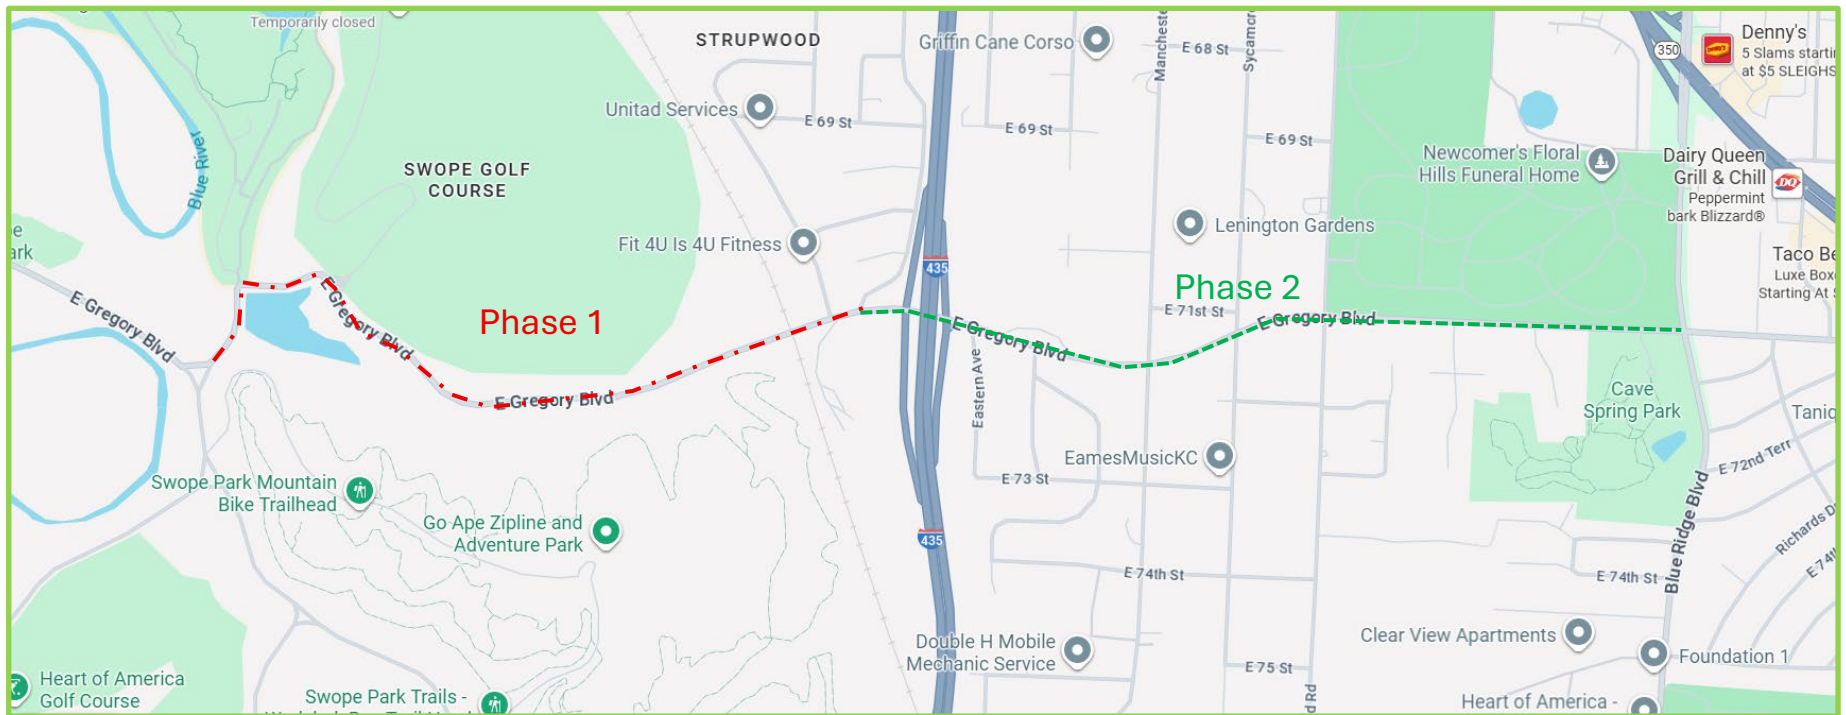 Temporarily closed
STRUPWOOD
Griffin Cane Corso
E 68 St
Manchest
Sycamor
350
Denny's
5 Slams starti
at $5 SLEIGHS
Unitad Services
E 69 St
E 69 St
E 69 St
Blue River
SWOPE GOLF
COURSE
Newcomer's Floral
Hills Funeral Home
Dairy Queen
Grill & Chill
DQ
Peppermint
bark Blizzard®
ark
Fit 4U Is 4U Fitness
Lenington Gardens
Taco Be
Luxe Box
Starting At
435
E Gregory Blvd
E Gregory Blvd
Phase 1
Phase 2
E 71st St
E Gregory Blvd
E Gregory Blvd
E Gregory Blvd
Eastern Ave
Cave
Spring Park
Taniq
E 72nd Terr
EamesMusicKC
E 73 St
Swope Park Mountain
Bike Trailhead
Go Ape Zipline and
Adventure Park
435
Blue Ridge Blvd
Richards D
E 74th St
E 74th St
E 74t
Double H Mobile
Mechanic Service
Clear View Apartments
Foundation 1
E 75 St
d Rd
Heart of America
Golf Course
Swope Park Trails -
Heart of America -